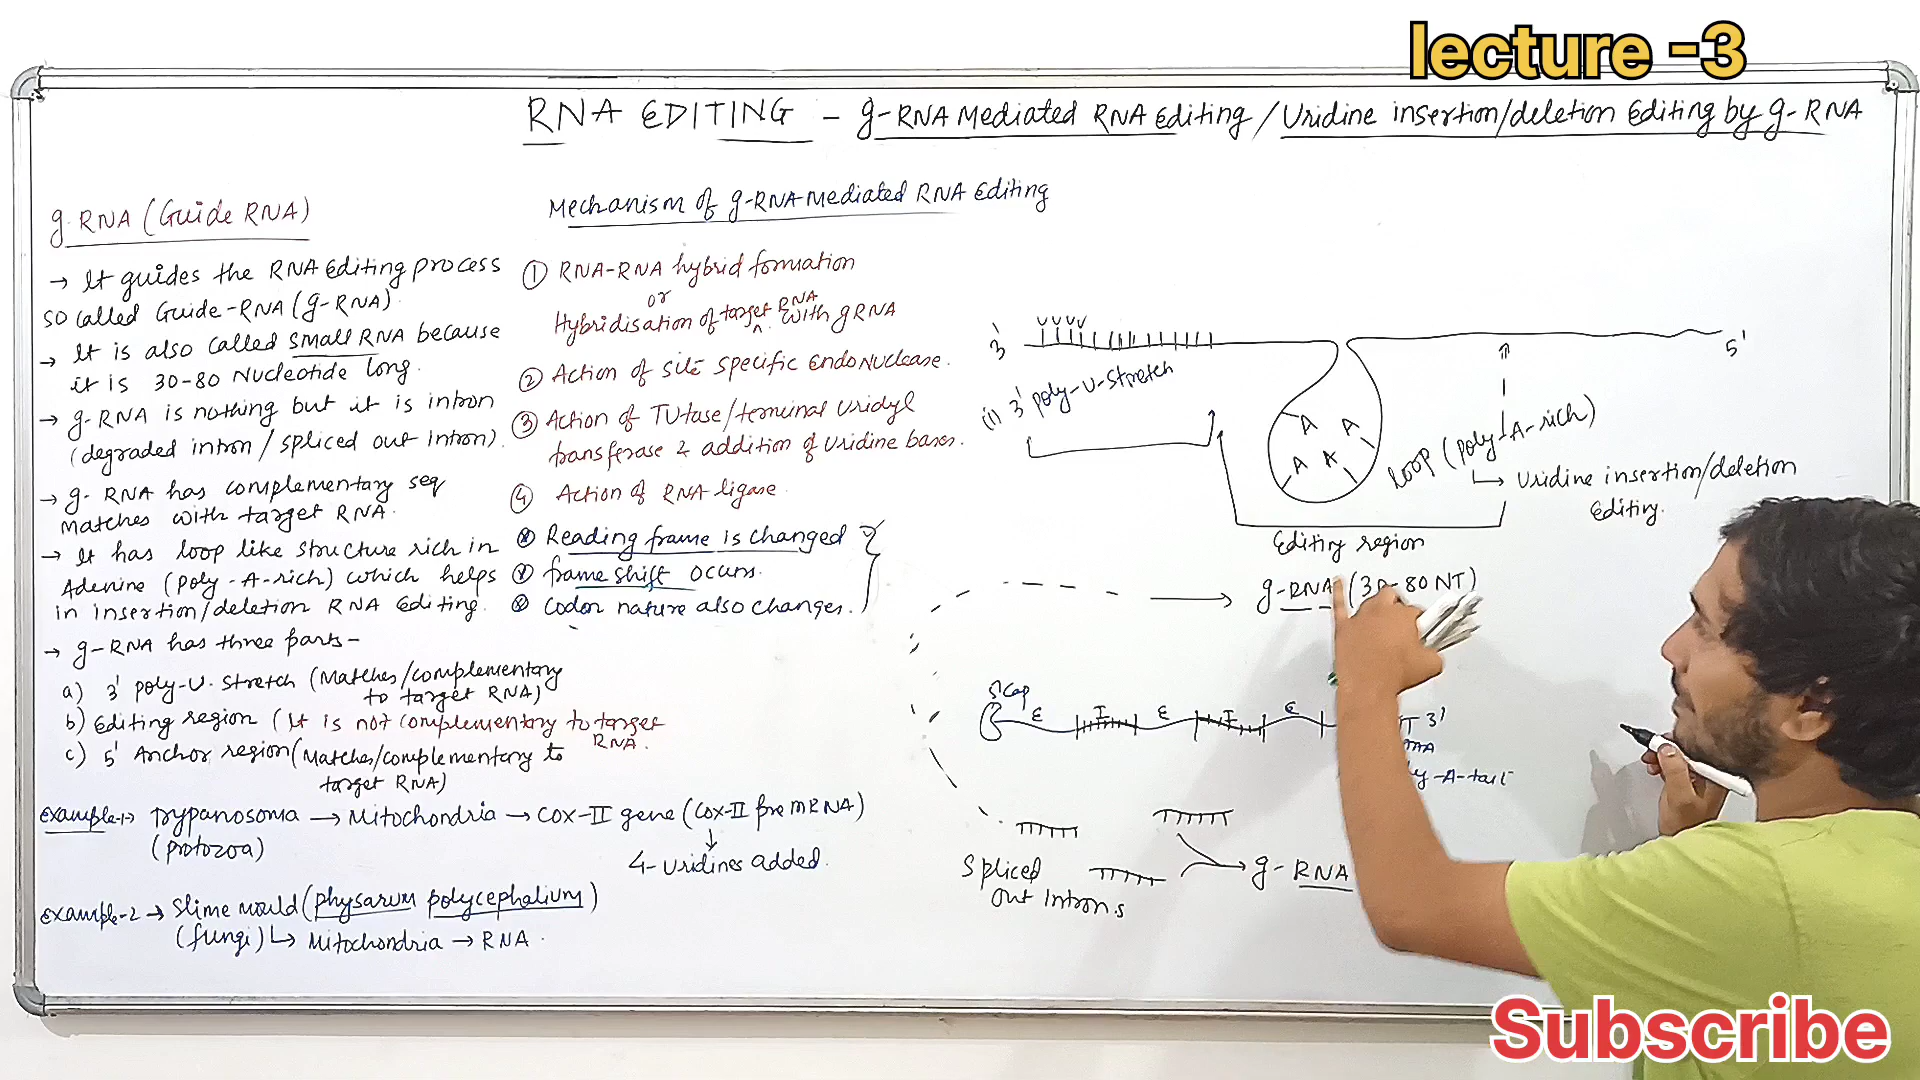 lecture -3
RNA EDITING - g-RNA Mediated RNA Editing / Uridine insertion/deletion Editing by g-RNA
g.RNA (Guide RNA)
→ It guides the RNA Editing process
so called Guide-RNA (g-RNA).
→ It is also called small RNA because
it is 30-80 Nucleotide long.
→ g-RNA is nothing but it is intron
(degraded intron / spliced out intron).
→ g- RNA has complementary seq
Matches with target RNA.
→ It has loop like structure rich in
Adenine (Poly-A-rich) which helps
in insertion/deletion RNA Editing.
→ g-RNA has three parts-
a) 3' poly-U-Stretch (Matches/complementary
to target RNA)
b) Editing region (It is not complementary to target
RNA.
c) 5' Anchor region (Matches/complementary to
target RNA)
Example-1→ Trypanosoma → Mitochondria → COX-II gene (COX-II pre mRNA)
(protozoa)
↓
4-Uridines added.
Example-2 → Slime mould (physarum polycephalium)
(fungi) ↳ Mitochondria → RNA.
Mechanism of g-RNA mediated RNA Editing
① RNA-RNA hybrid formation
or
Hybridisation of target RNA with gRNA
② Action of site specific endonuclease.
③ Action of TUtase/terminal uridyl
transferase & addition of uridine bases.
④ Action of RNA ligase.
Reading frame is changed
frame shift occurs.
Codon nature also changes.
3' 5'
(i) 3' poly-U-Stretch
A A
A A
LOOP (poly-A-rich)
↳ Uridine insertion/deletion
Editing.
Editing region
g-RNA (30-80 NT)
5'Cap E I E I E T 3'
AAA
-A-tail
Spliced
out introns
g- RNA
Subscribe